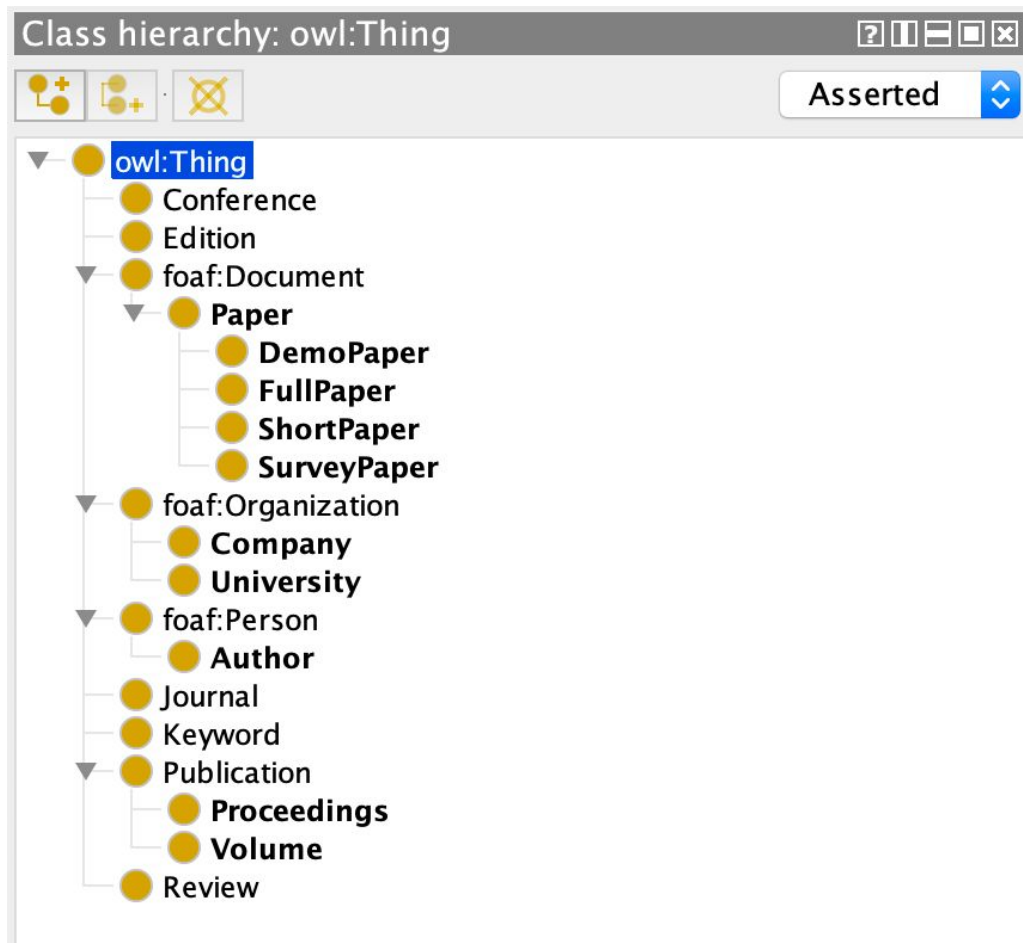 Class hierarchy: owl:Thing
Asserted
owl:Thing
Conference
Edition
foaf:Document
Paper
DemoPaper
FullPaper
ShortPaper
SurveyPaper
foaf:Organization
Company
University
foaf:Person
Author
Journal
Keyword
Publication
Proceedings
Volume
Review